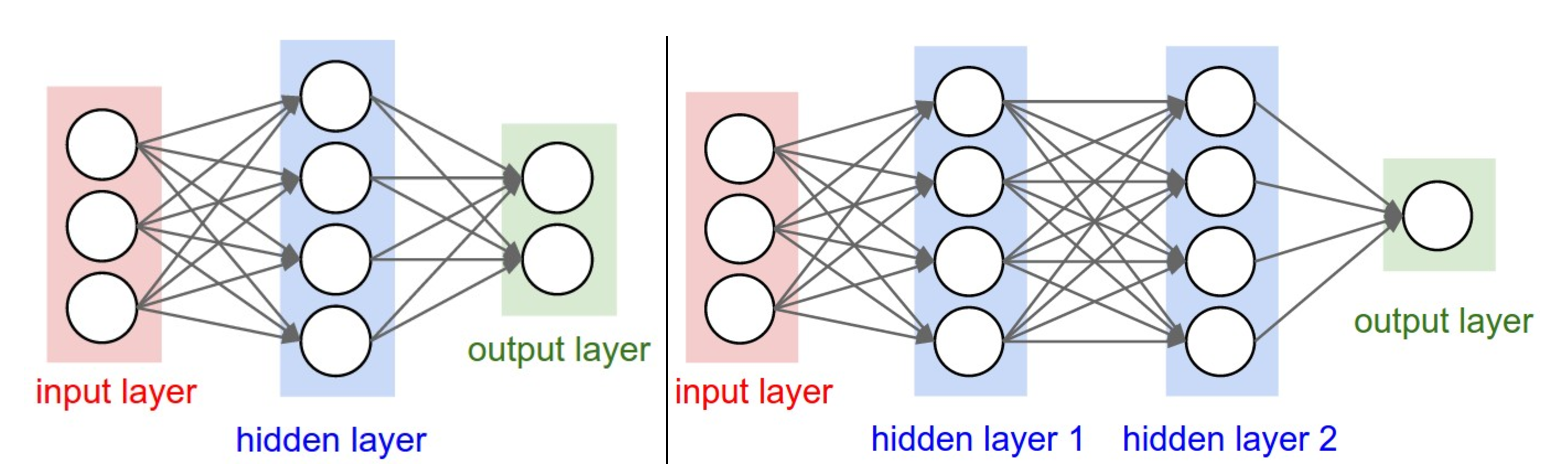 input layer
hidden layer
output layer
input layer
hidden layer 1
hidden layer 2
output layer